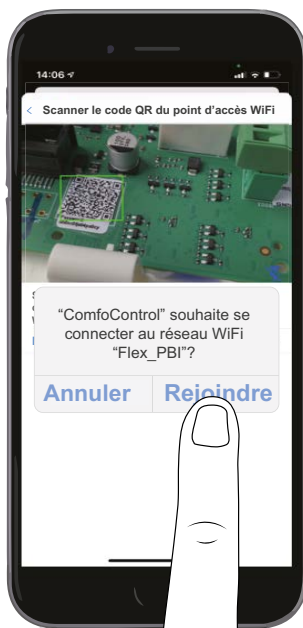 14:06
< Scanner le code QR du point d'accès WiFi
“ComfoControl” souhaite se
connecter au réseau WiFi
“Flex_PBI”?
Annuler Rejoindre